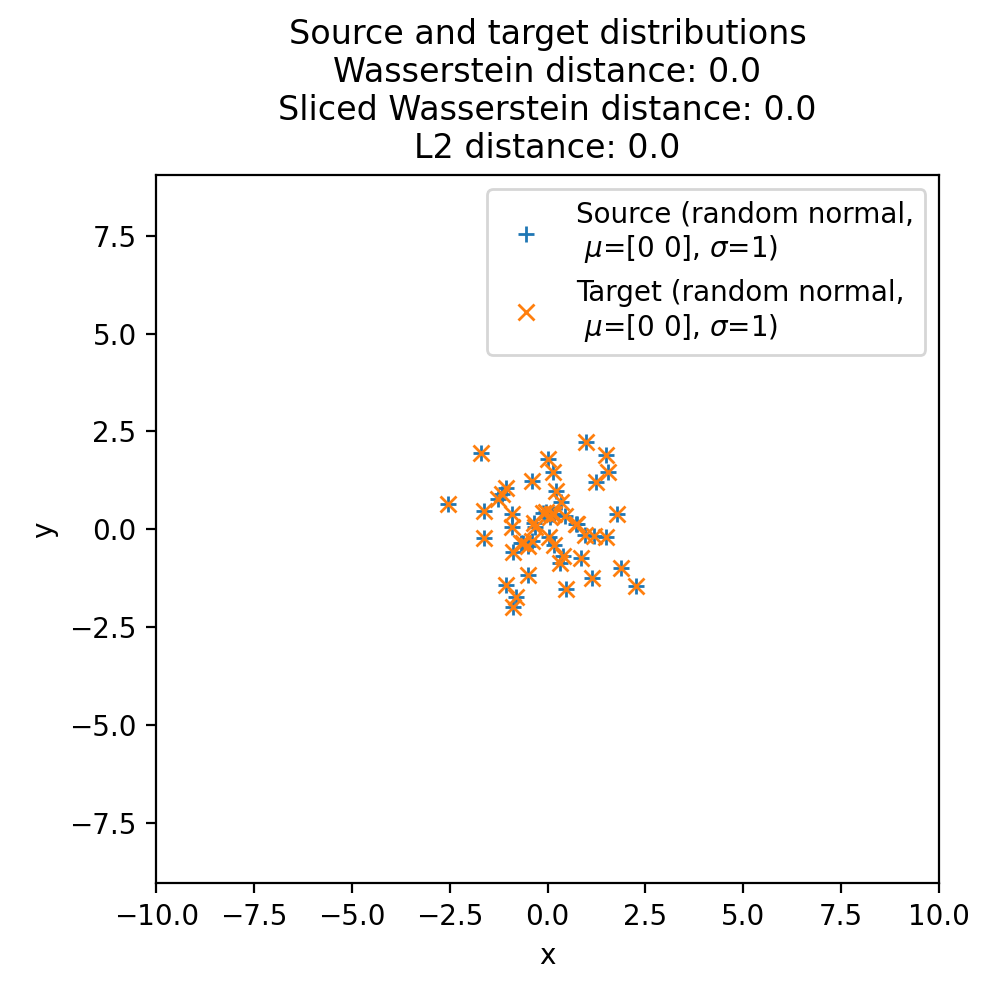 Source and target distributions
Wasserstein distance: 0.0
Sliced Wasserstein distance: 0.0
L2 distance: 0.0
Source (random normal,
μ=[0 0], σ=1)
Target (random normal,
μ=[0 0], σ=1)
7.5
5.0
2.5
0.0
−2.5
−5.0
−7.5
y
−10.0 −7.5 −5.0 −2.5 0.0 2.5 5.0 7.5 10.0
x